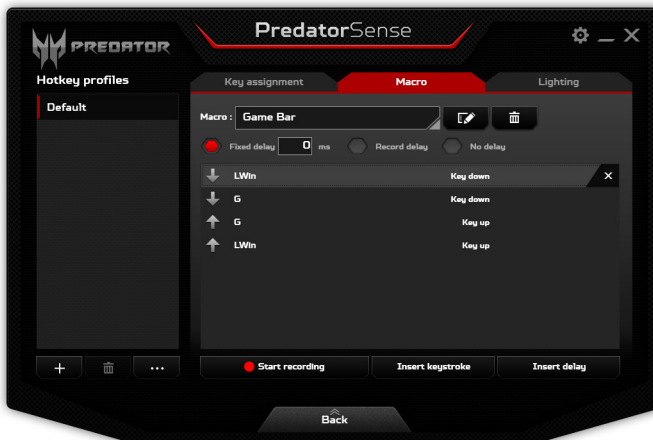 PREDATOR
PredatorSense
Hotkey profiles
Default
Key assignment
Macro
Lighting
Macro : Game Bar
Fixed delay 0 ms Record delay No delay
LWin Key down
G Key down
G Key up
LWin Key up
Start recording
Insert keystroke
Insert delay
Back